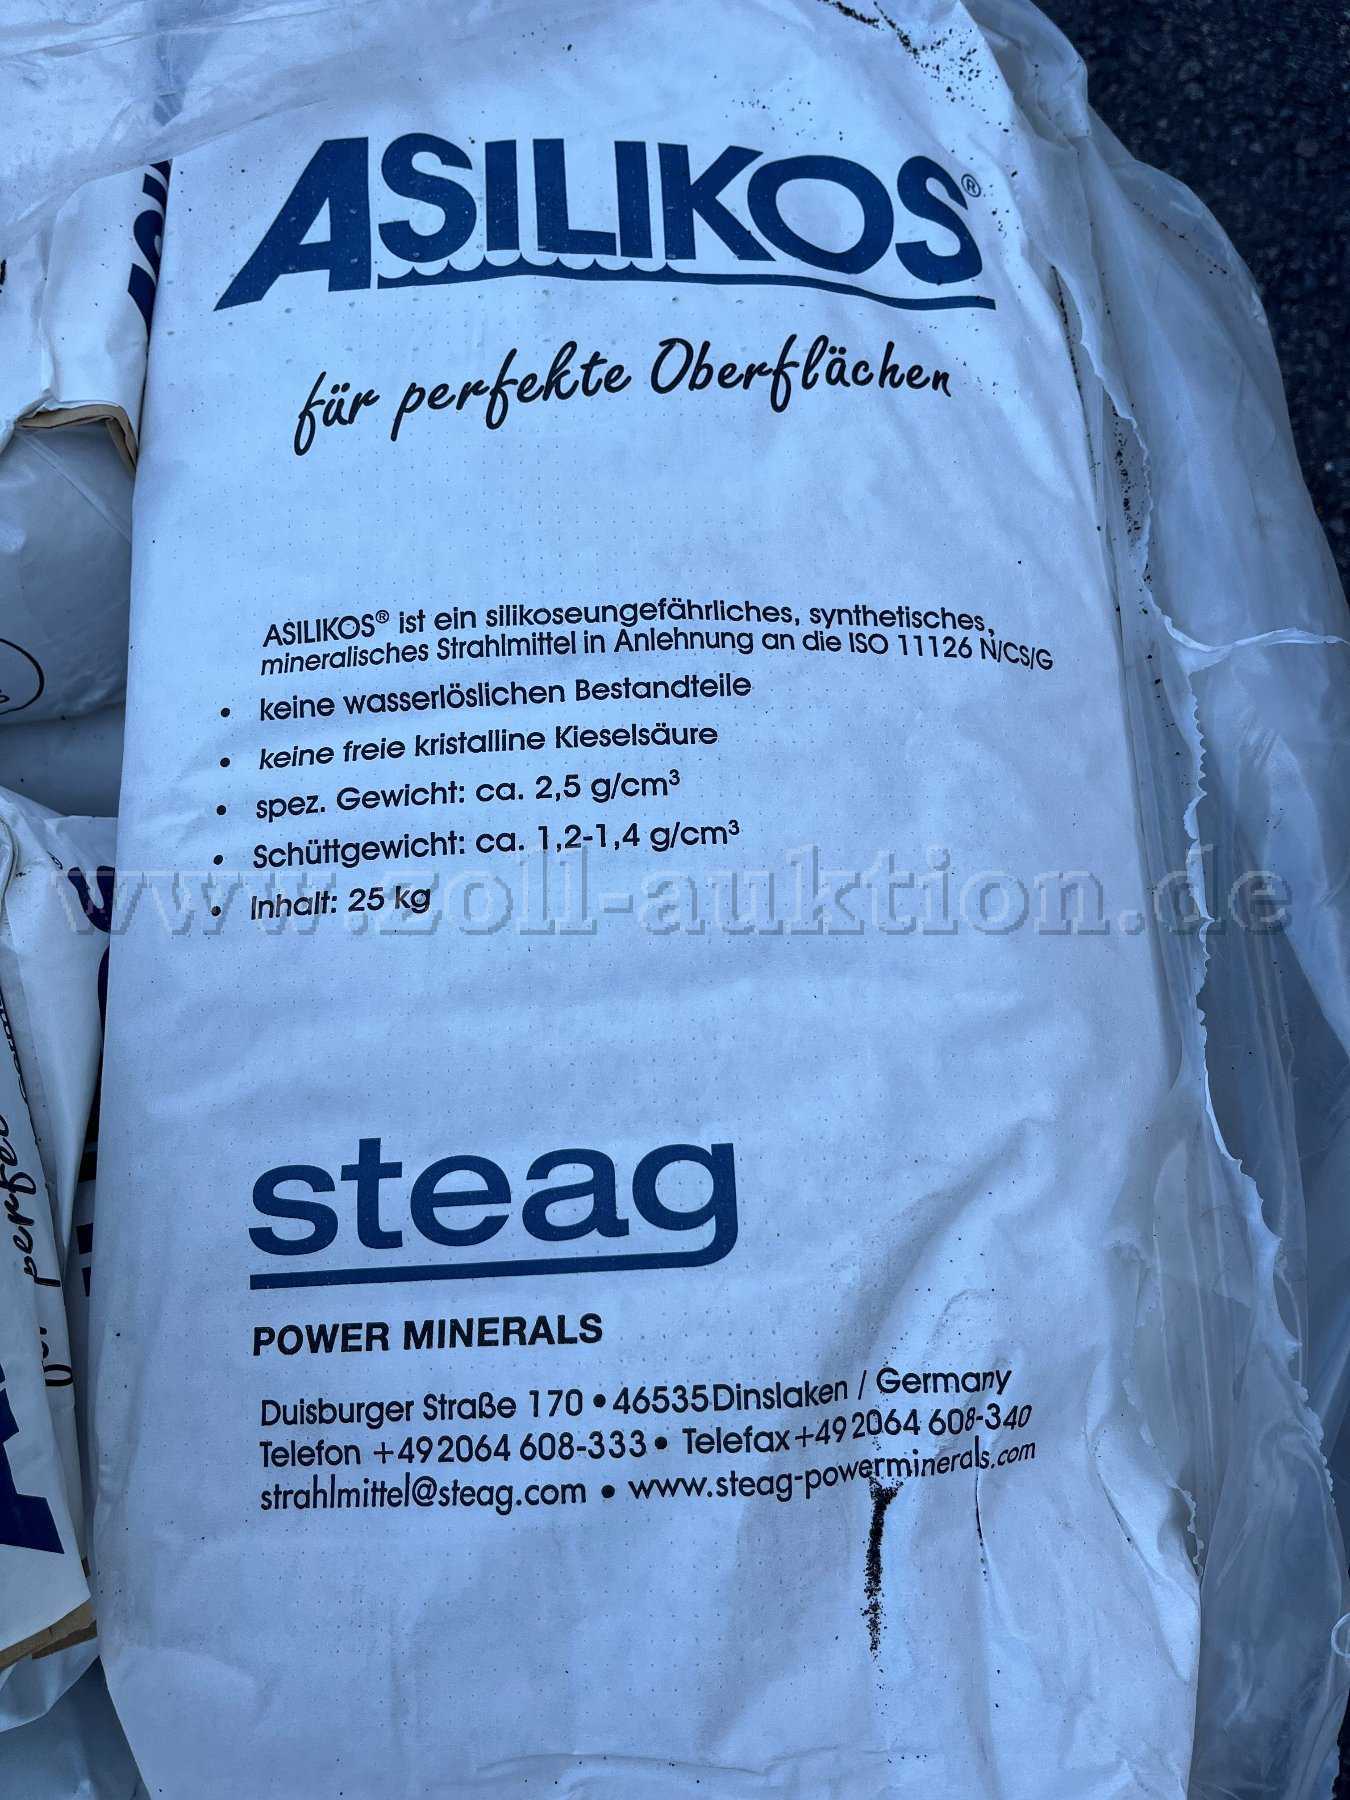 ASILIKOS®
für perfekte Oberflächen
ASILIKOS® ist ein silikoseungefährliches, synthetisches,
mineralisches Strahlmittel in Anlehnung an die ISO 11126 N/CS/G
• keine wasserlöslichen Bestandteile
• keine freie kristalline Kieselsäure
• spez. Gewicht: ca. 2,5 g/cm³
• Schüttgewicht: ca. 1,2-1,4 g/cm³
• Inhalt: 25 kg
www.zoll-auktion.de
steag
POWER MINERALS
Duisburger Straße 170 • 46535 Dinslaken / Germany
Telefon +49 2064 608-333 • Telefax +49 2064 608-340
strahlmittel@steag.com • www.steag-powerminerals.com